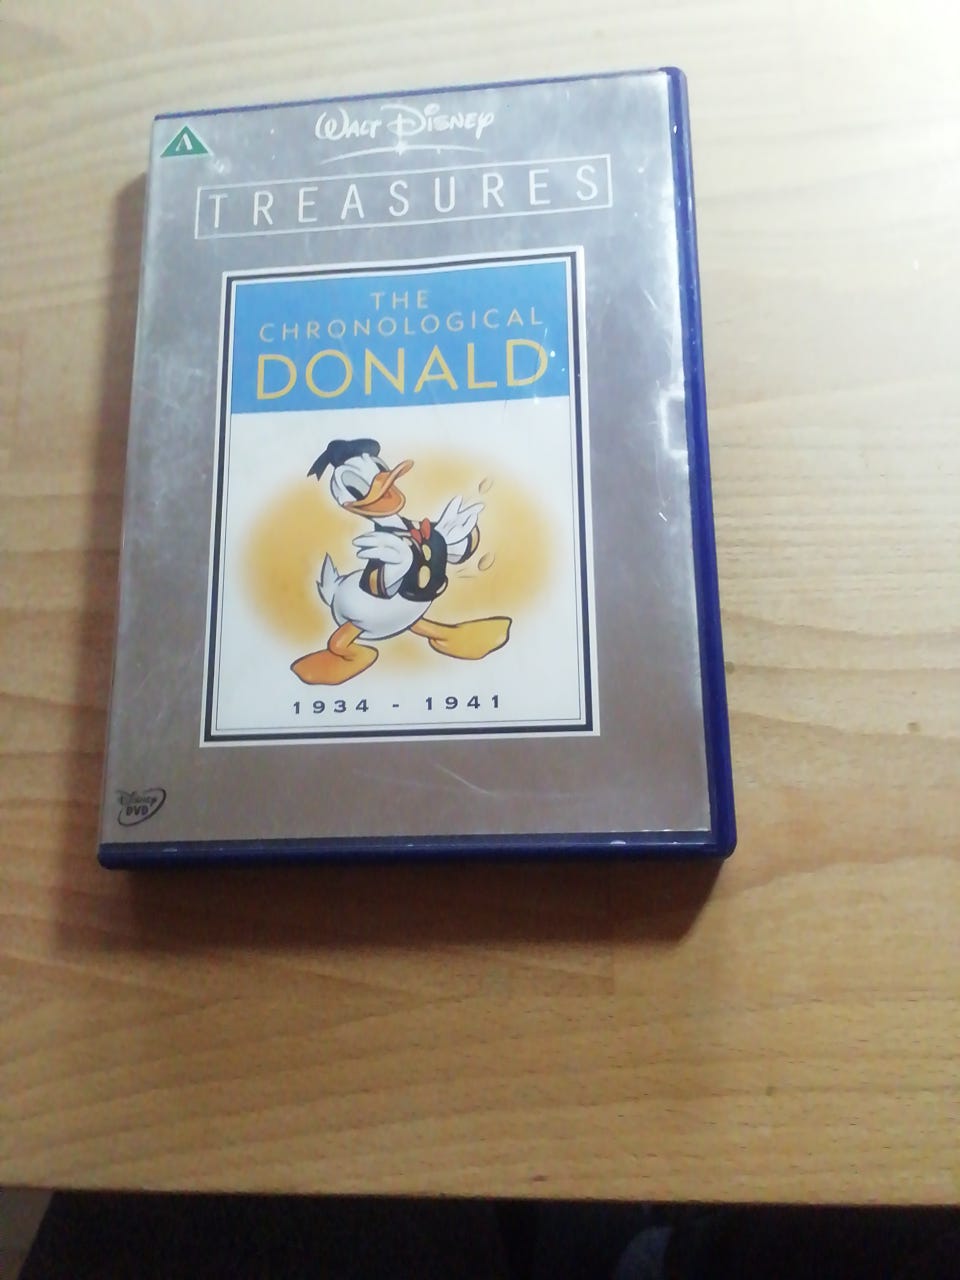 A
WALT DISNEY
TREASURES
THE
CHRONOLOGICAL
DONALD
1934 - 1941
Disney
DVD